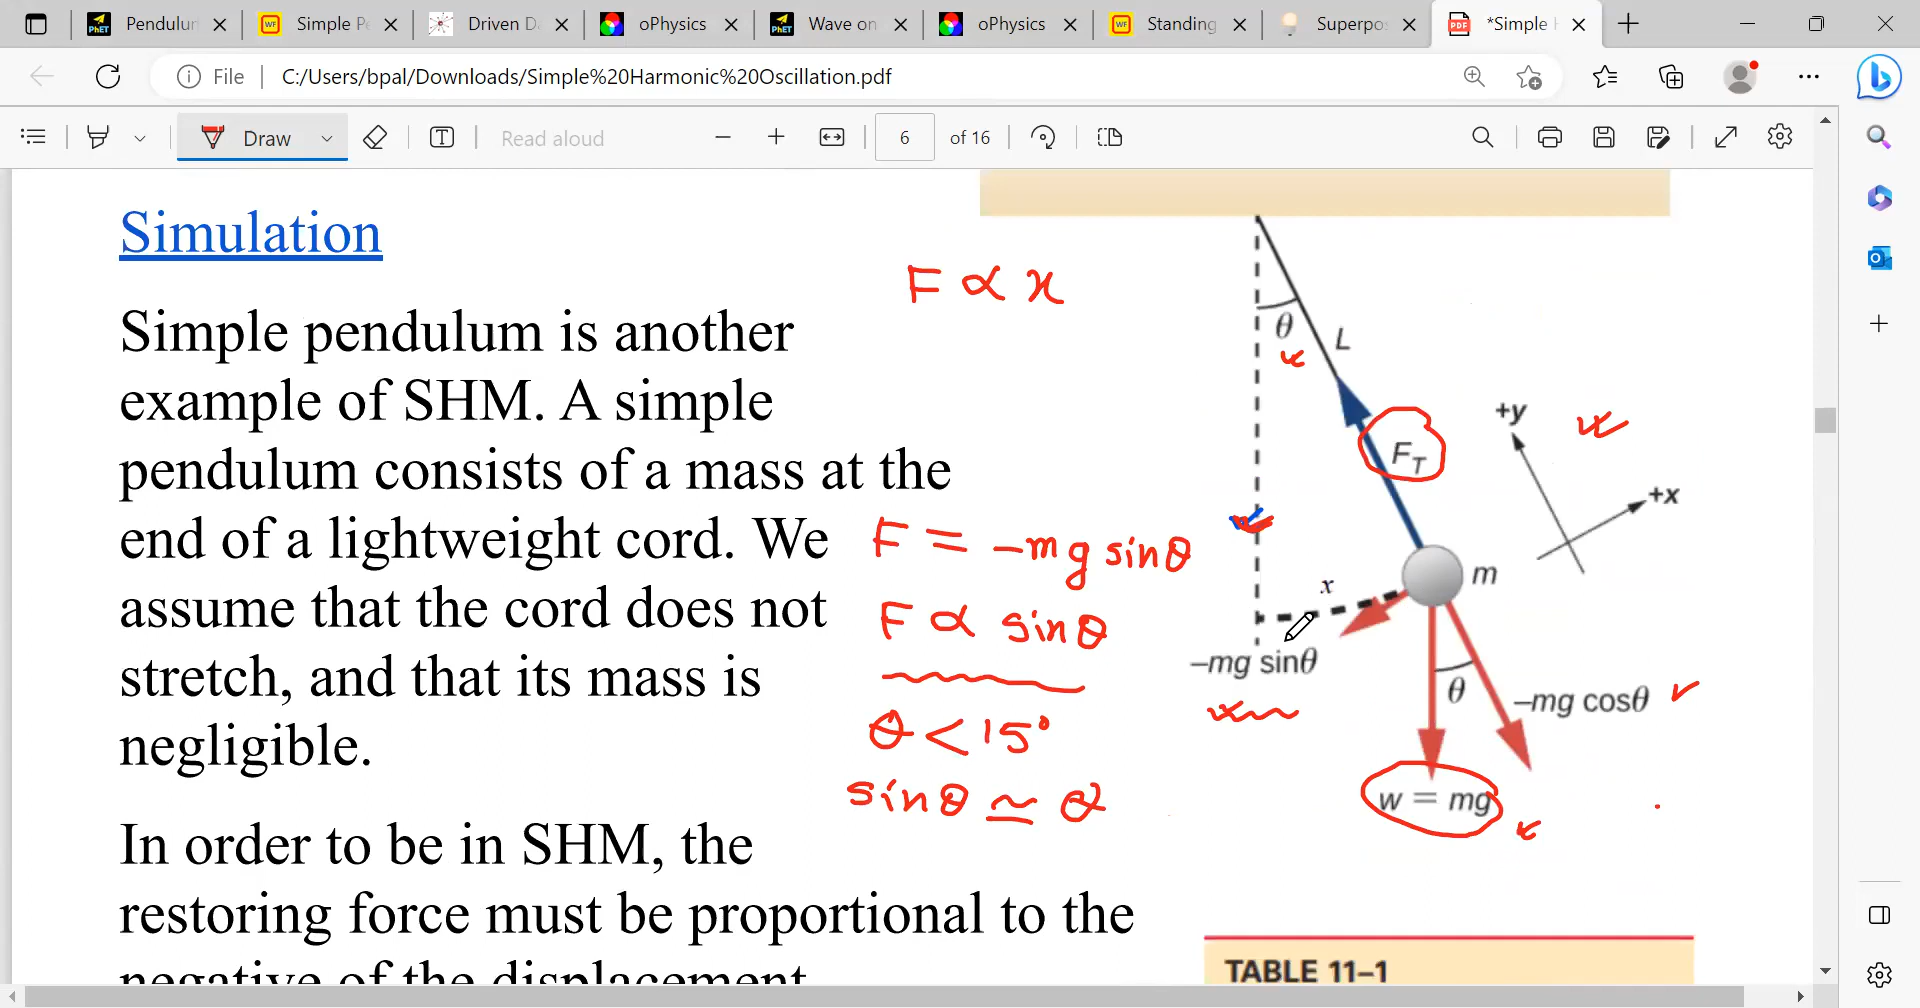 Pendulum
Simple Pe
Driven D
oPhysics
Wave on
oPhysics
Standing
Superpo
*Simple H
File
C:/Users/bpal/Downloads/Simple%20Harmonic%20Oscillation.pdf
Draw
Read aloud
6
of 16
Simulation
Simple pendulum is another
example of SHM. A simple
pendulum consists of a mass at the
end of a lightweight cord. We
assume that the cord does not
stretch, and that its mass is
negligible.
In order to be in SHM, the
restoring force must be proportional to the
negative of the displacement
F ∝ x
F = -mg sinθ
F ∝ sinθ
θ < 15°
sinθ ≃ θ
θ
L
F_T
+y
+x
m
x
–mg sinθ
θ
–mg cosθ
w = mg
TABLE 11–1